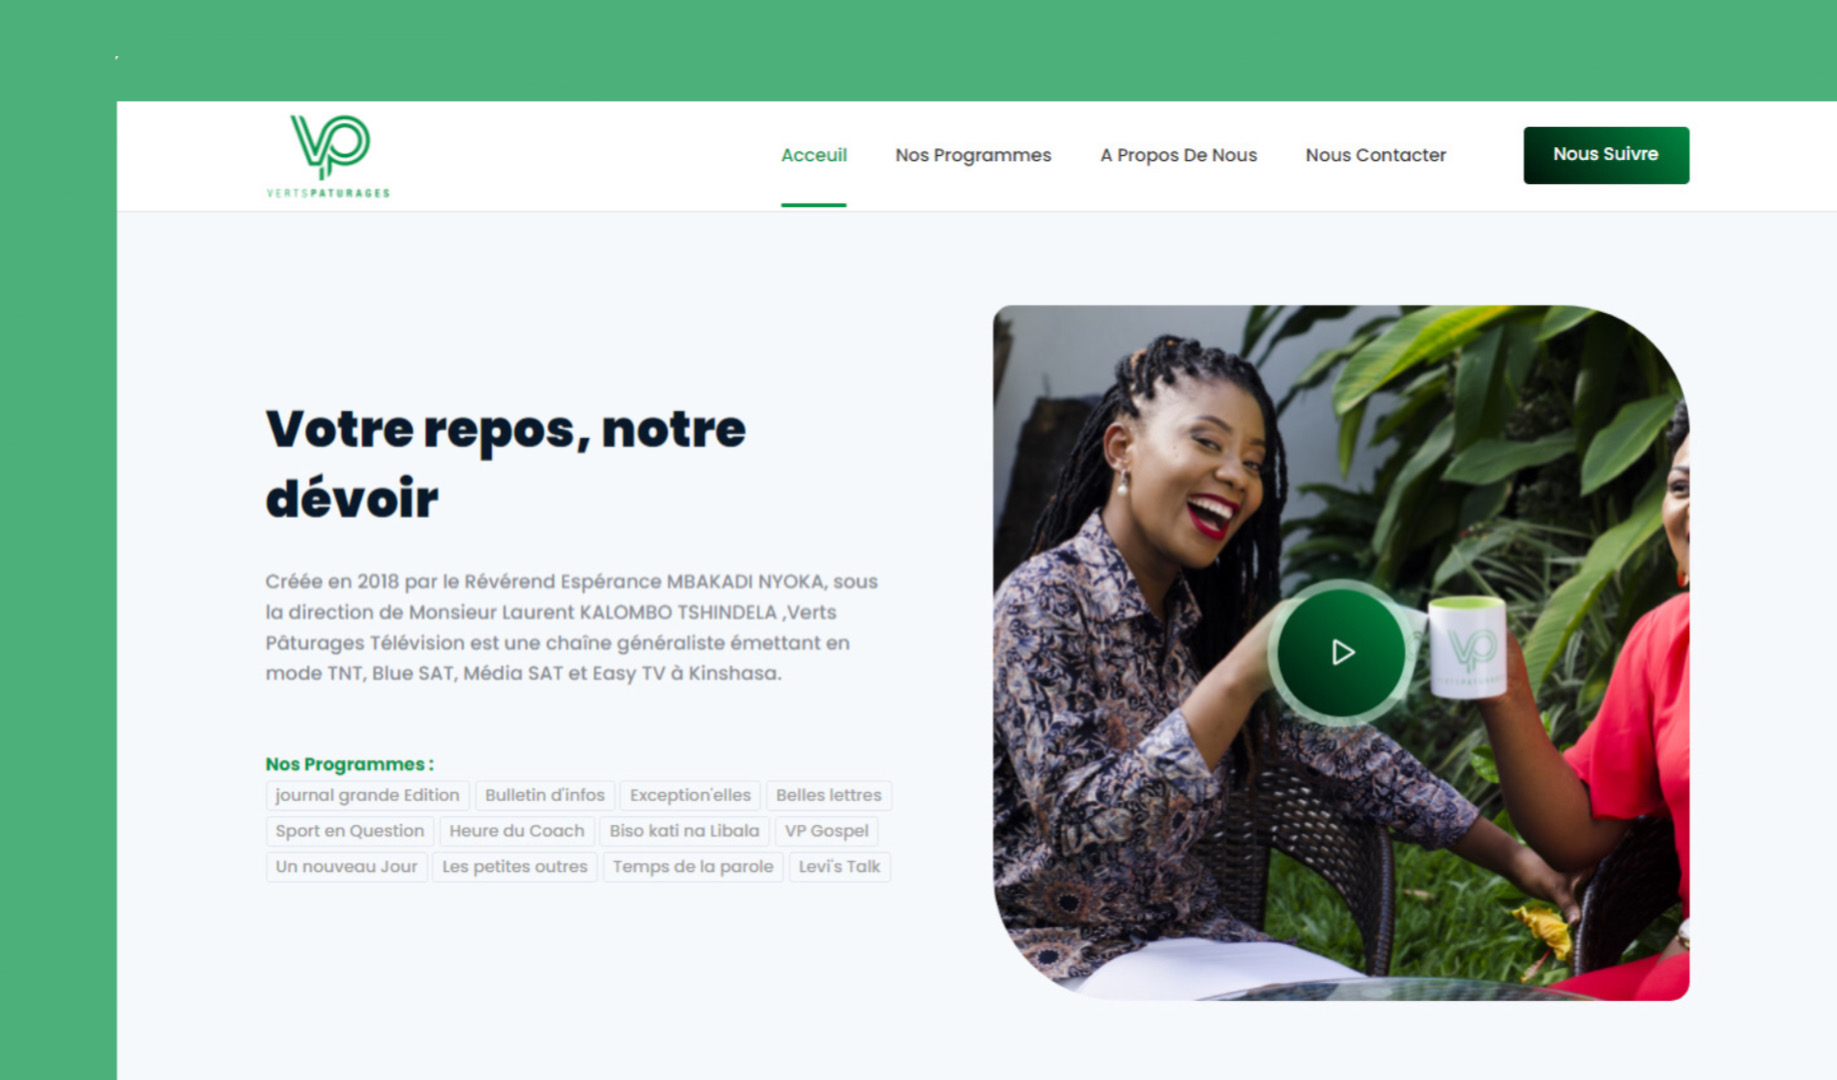 VP
VERTSPATURAGES
Acceuil
Nos Programmes
A Propos De Nous
Nous Contacter
Nous Suivre
Votre repos, notre
dévoir
Créée en 2018 par le Révérend Espérance MBAKADI NYOKA, sous
la direction de Monsieur Laurent KALOMBO TSHINDELA ,Verts
Pâturages Télévision est une chaîne généraliste émettant en
mode TNT, Blue SAT, Média SAT et Easy TV à Kinshasa.
Nos Programmes :
journal grande Edition
Bulletin d'infos
Exception'elles
Belles lettres
Sport en Question
Heure du Coach
Biso kati na Libala
VP Gospel
Un nouveau Jour
Les petites outres
Temps de la parole
Levi's Talk
VP